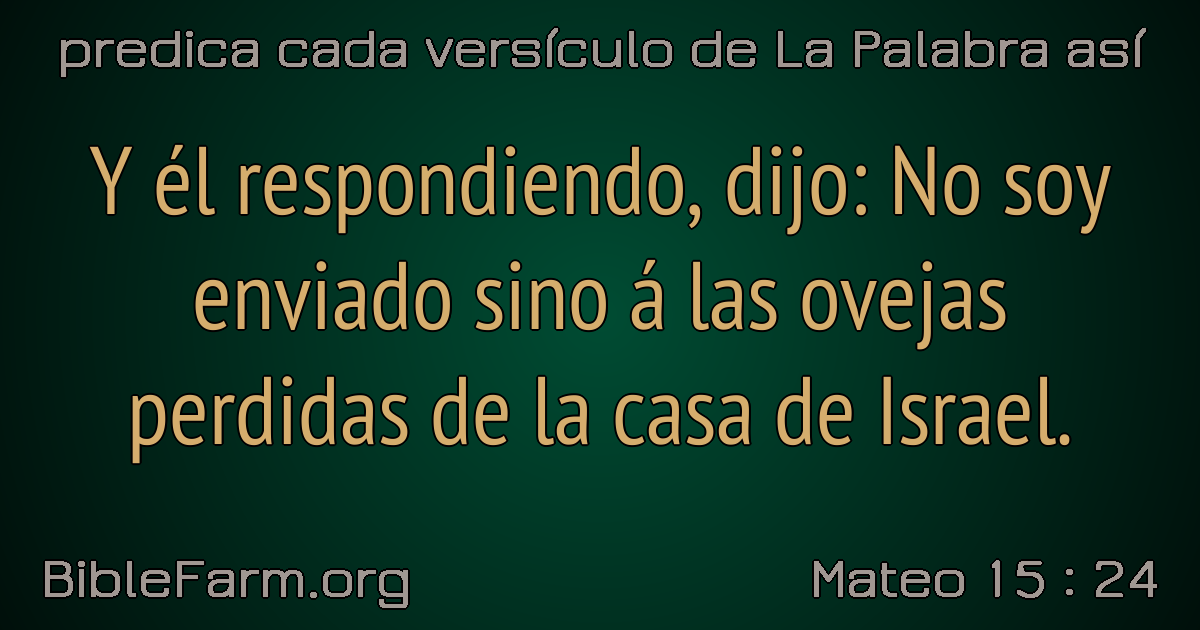 predica cada versículo de La Palabra así
Y él respondiendo, dijo: No soy
enviado sino á las ovejas
perdidas de la casa de Israel.
BibleFarm.org
Mateo 15 : 24